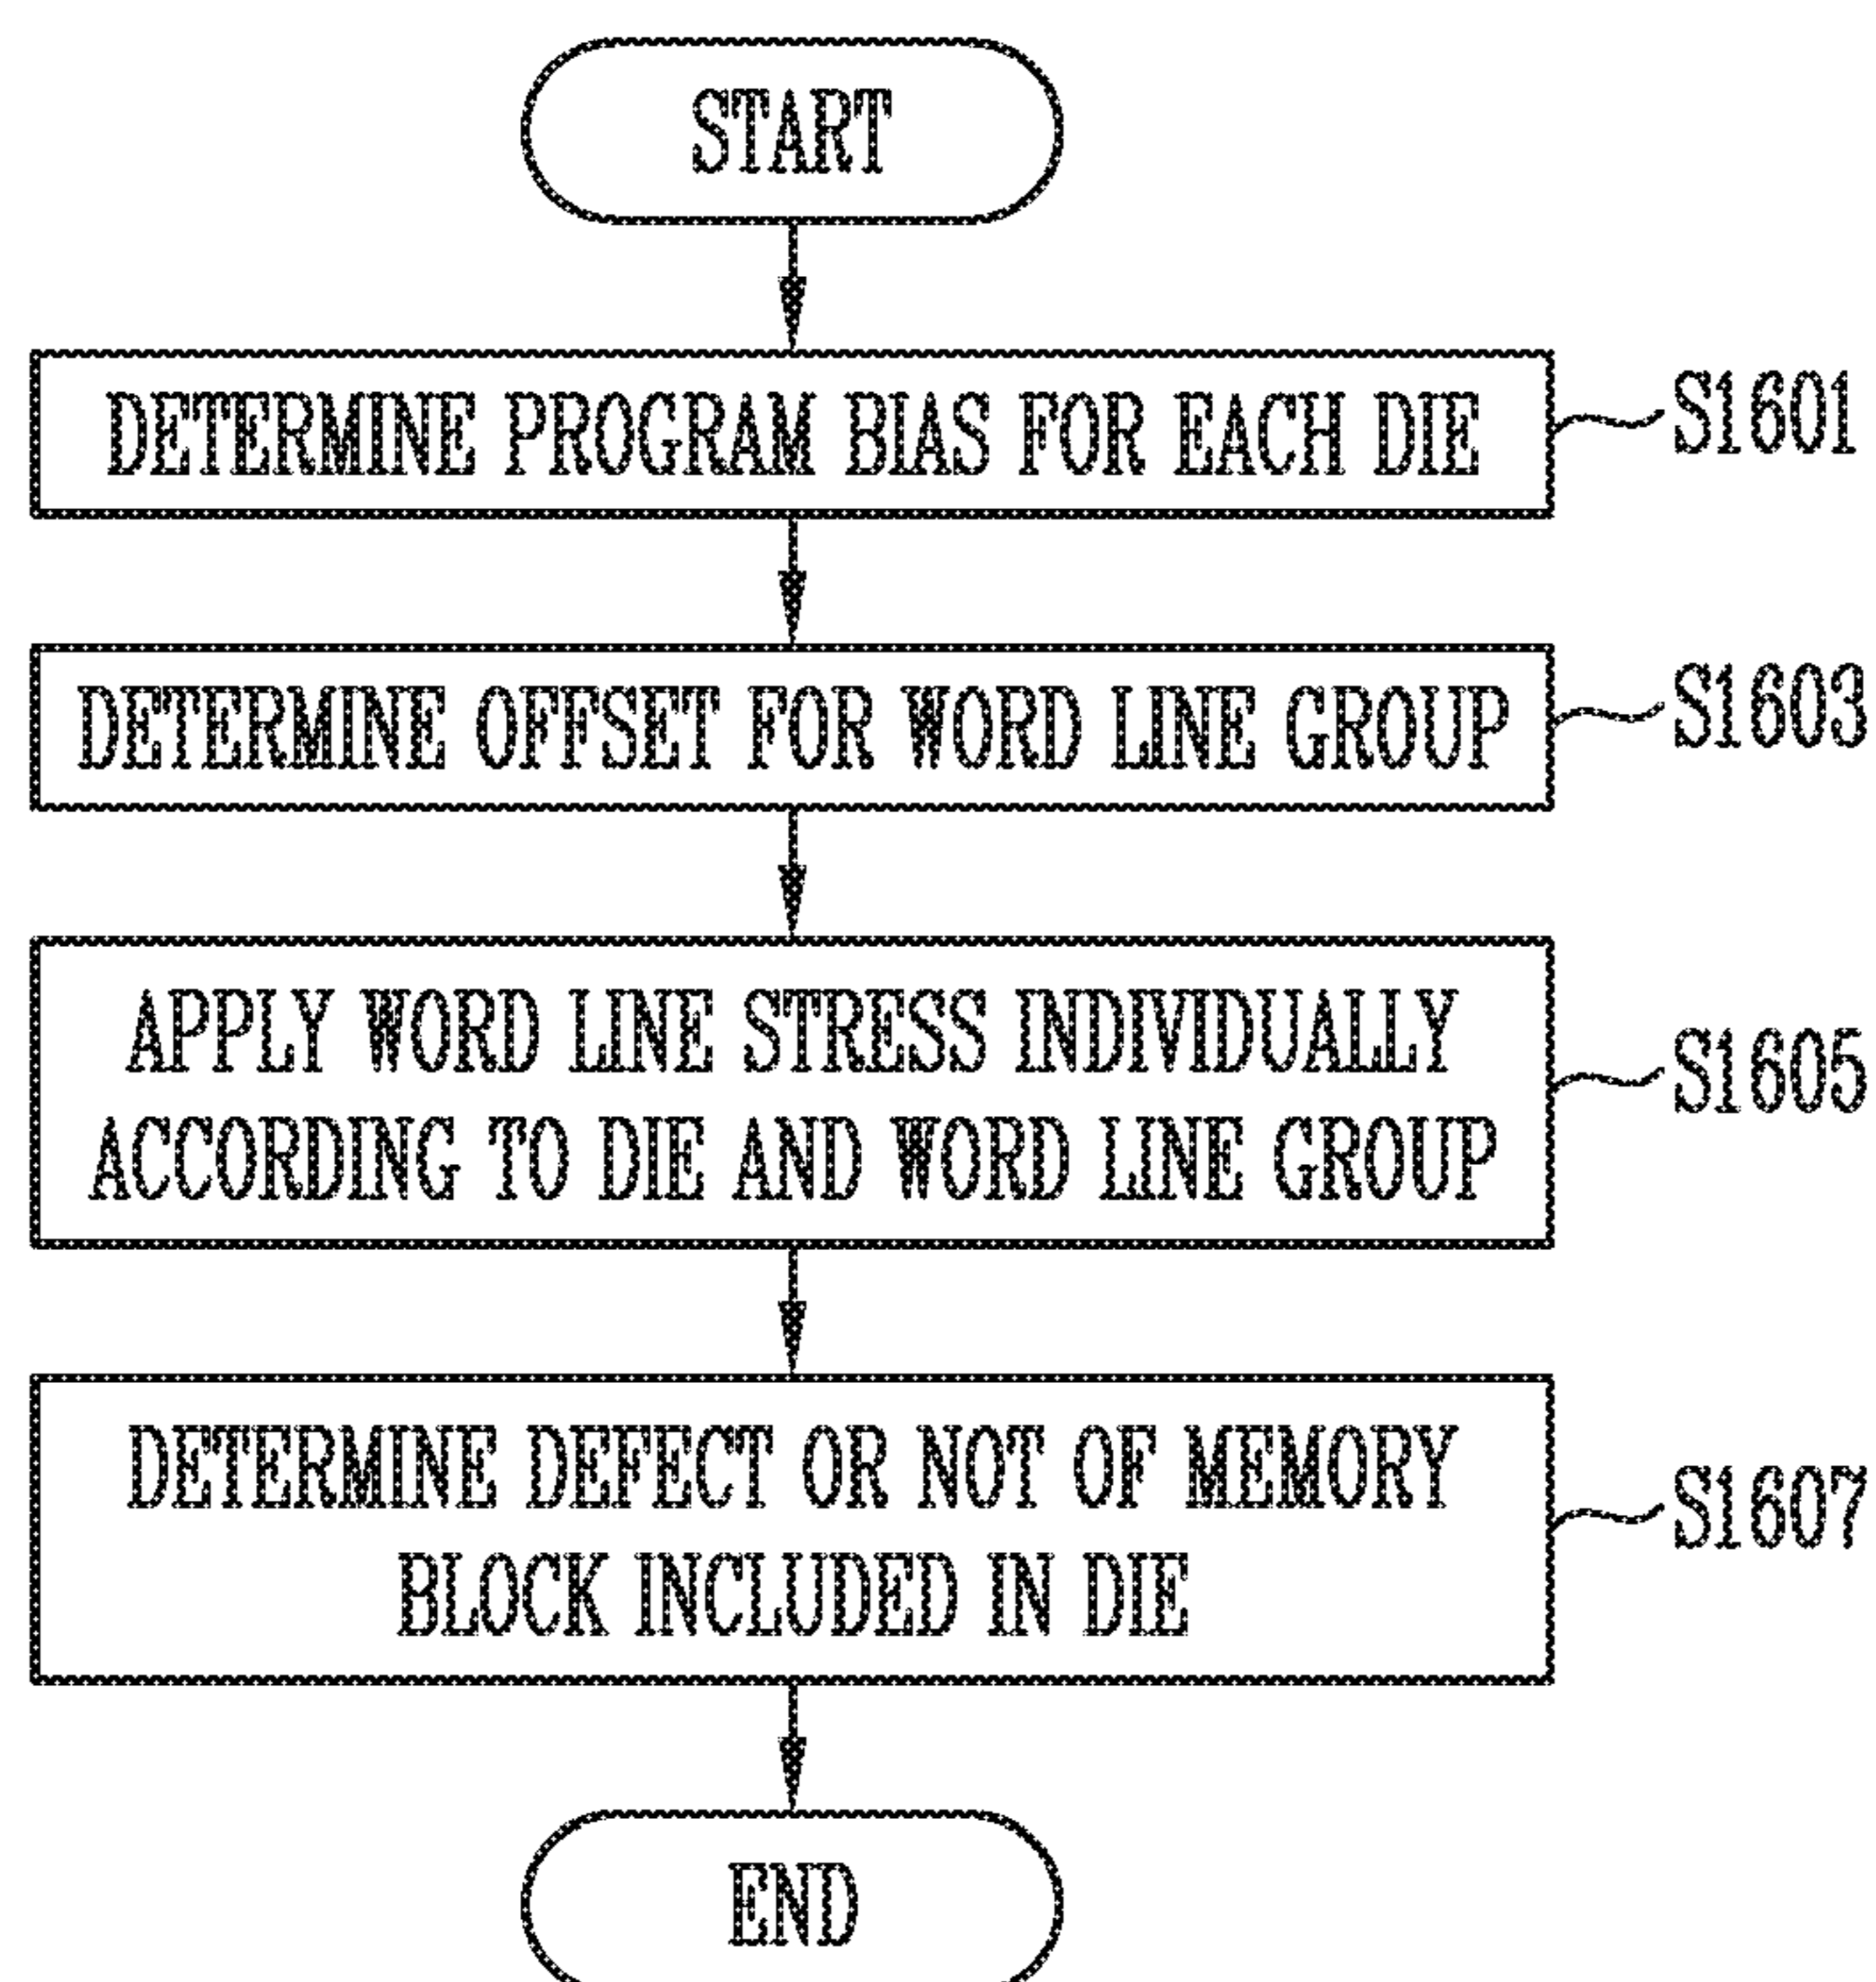 START
DETERMINE PROGRAM BIAS FOR EACH DIE
S1601
DETERMINE OFFSET FOR WORD LINE GROUP
S1603
APPLY WORD LINE STRESS INDIVIDUALLY
ACCORDING TO DIE AND WORD LINE GROUP
S1605
DETERMINE DEFECT OR NOT OF MEMORY
BLOCK INCLUDED IN DIE
S1607
END